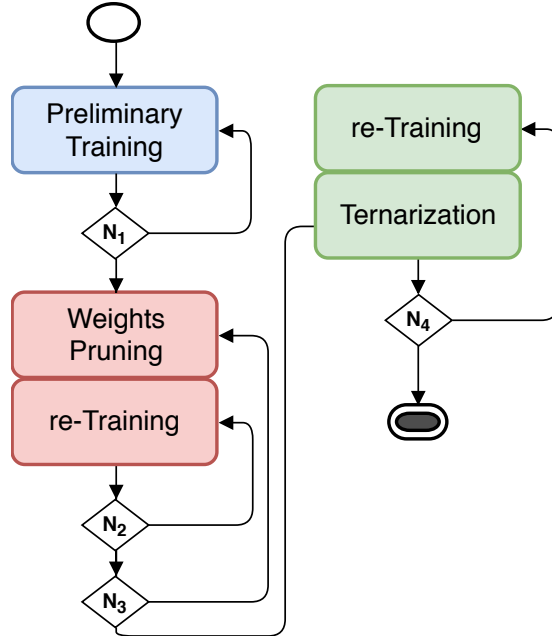 Preliminary
Training
N1
Weights
Pruning
re-Training
N2
N3
re-Training
Ternarization
N4